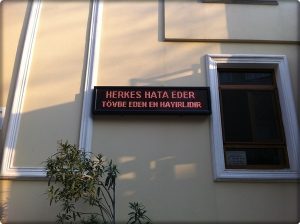 HERKES HATA EDER
TÖVBE EDEN EN HAYIRLIDIR